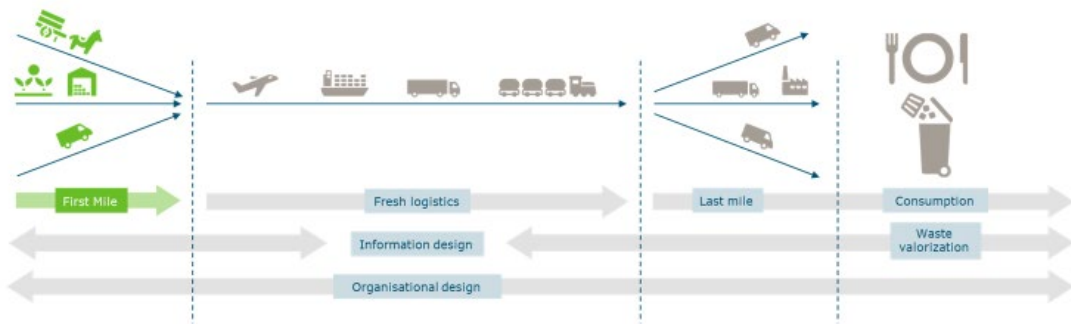 First Mile
Fresh logistics
Last mile
Consumption
Information design
Waste
valorization
Organisational design